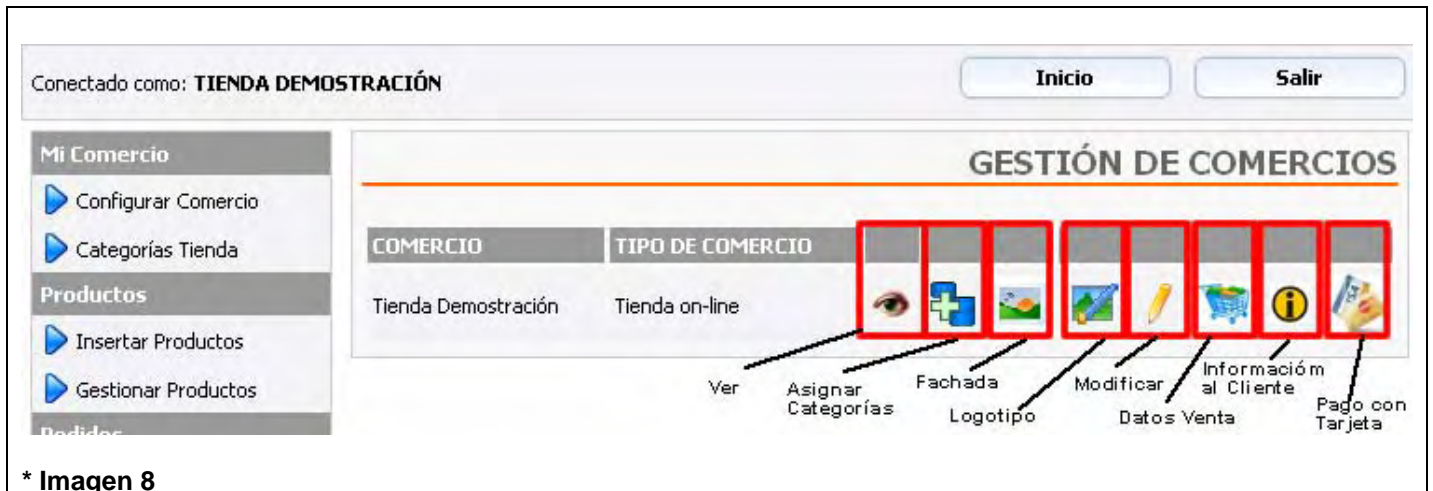 Conectado como: TIENDA DEMOSTRACIÓN
Inicio
Salir
Mi Comercio
Configurar Comercio
Categorías Tienda
Productos
Insertar Productos
Gestionar Productos
Pedidos
GESTIÓN DE COMERCIOS
COMERCIO TIPO DE COMERCIO
Tienda Demostración Tienda on-line
Ver
Asignar
Categorías
Fachada
Logotipo
Modificar
Datos Venta
Informacióm
al Cliente
Pago con
Tarjeta
* Imagen 8